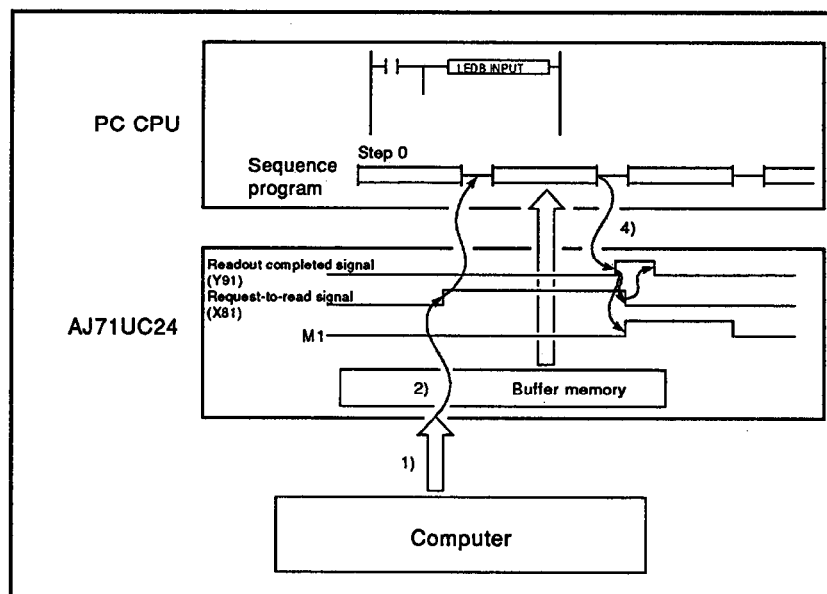 LEDB INPUT
PC CPU
Step 0
Sequence
program
4)
Readout completed signal
(Y91)
Request-to-read signal
(X81)
AJ71UC24
M1
2)
Buffer memory
1)
Computer